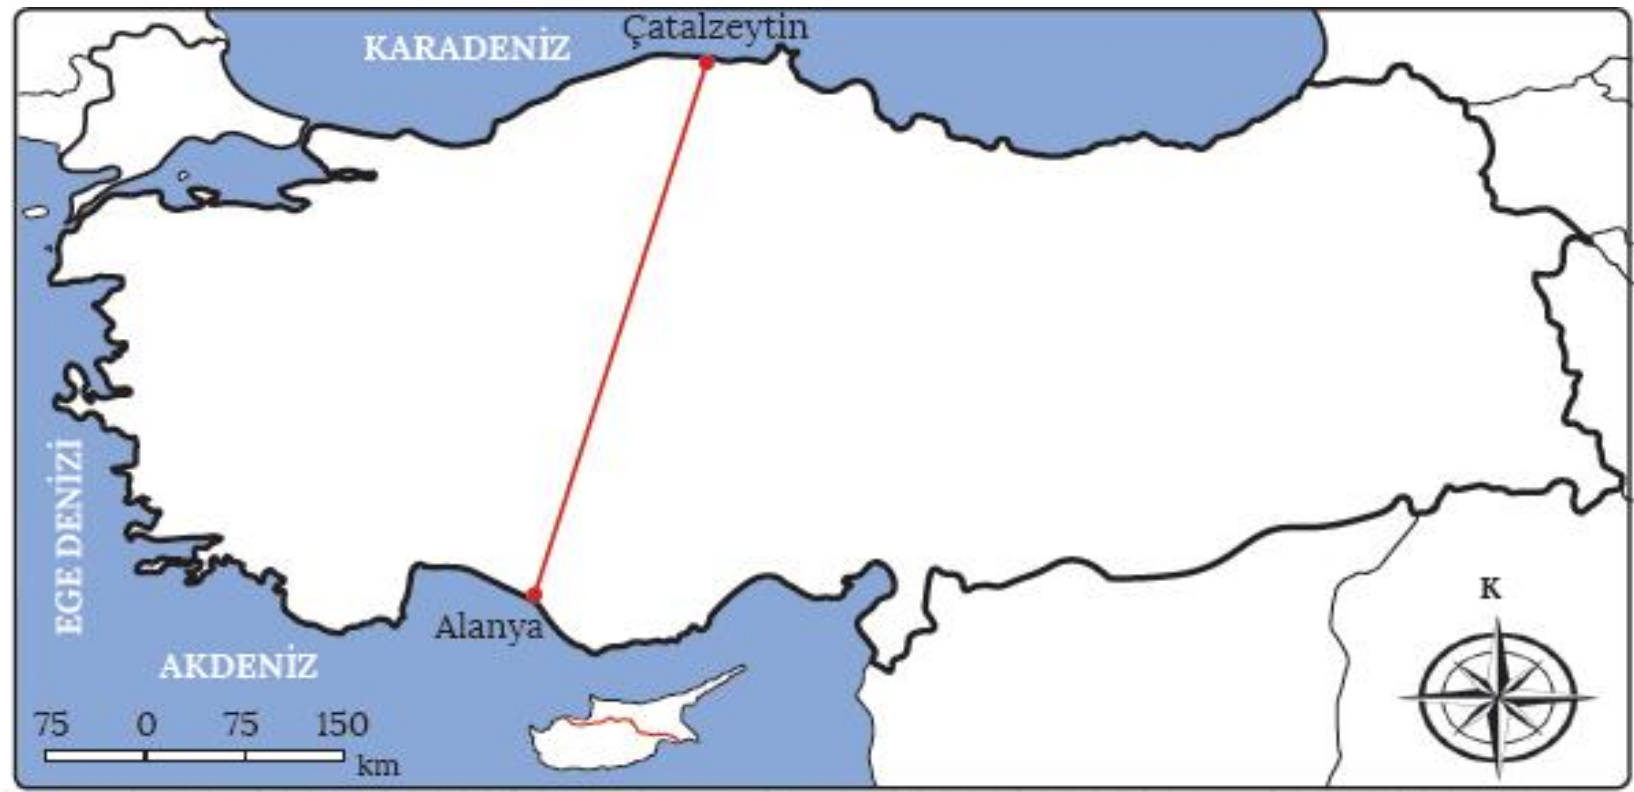 Çatalzeytin
KARADENİZ
EGE DENİZİ
K
Alanya
AKDENİZ
75 0 75 150
km